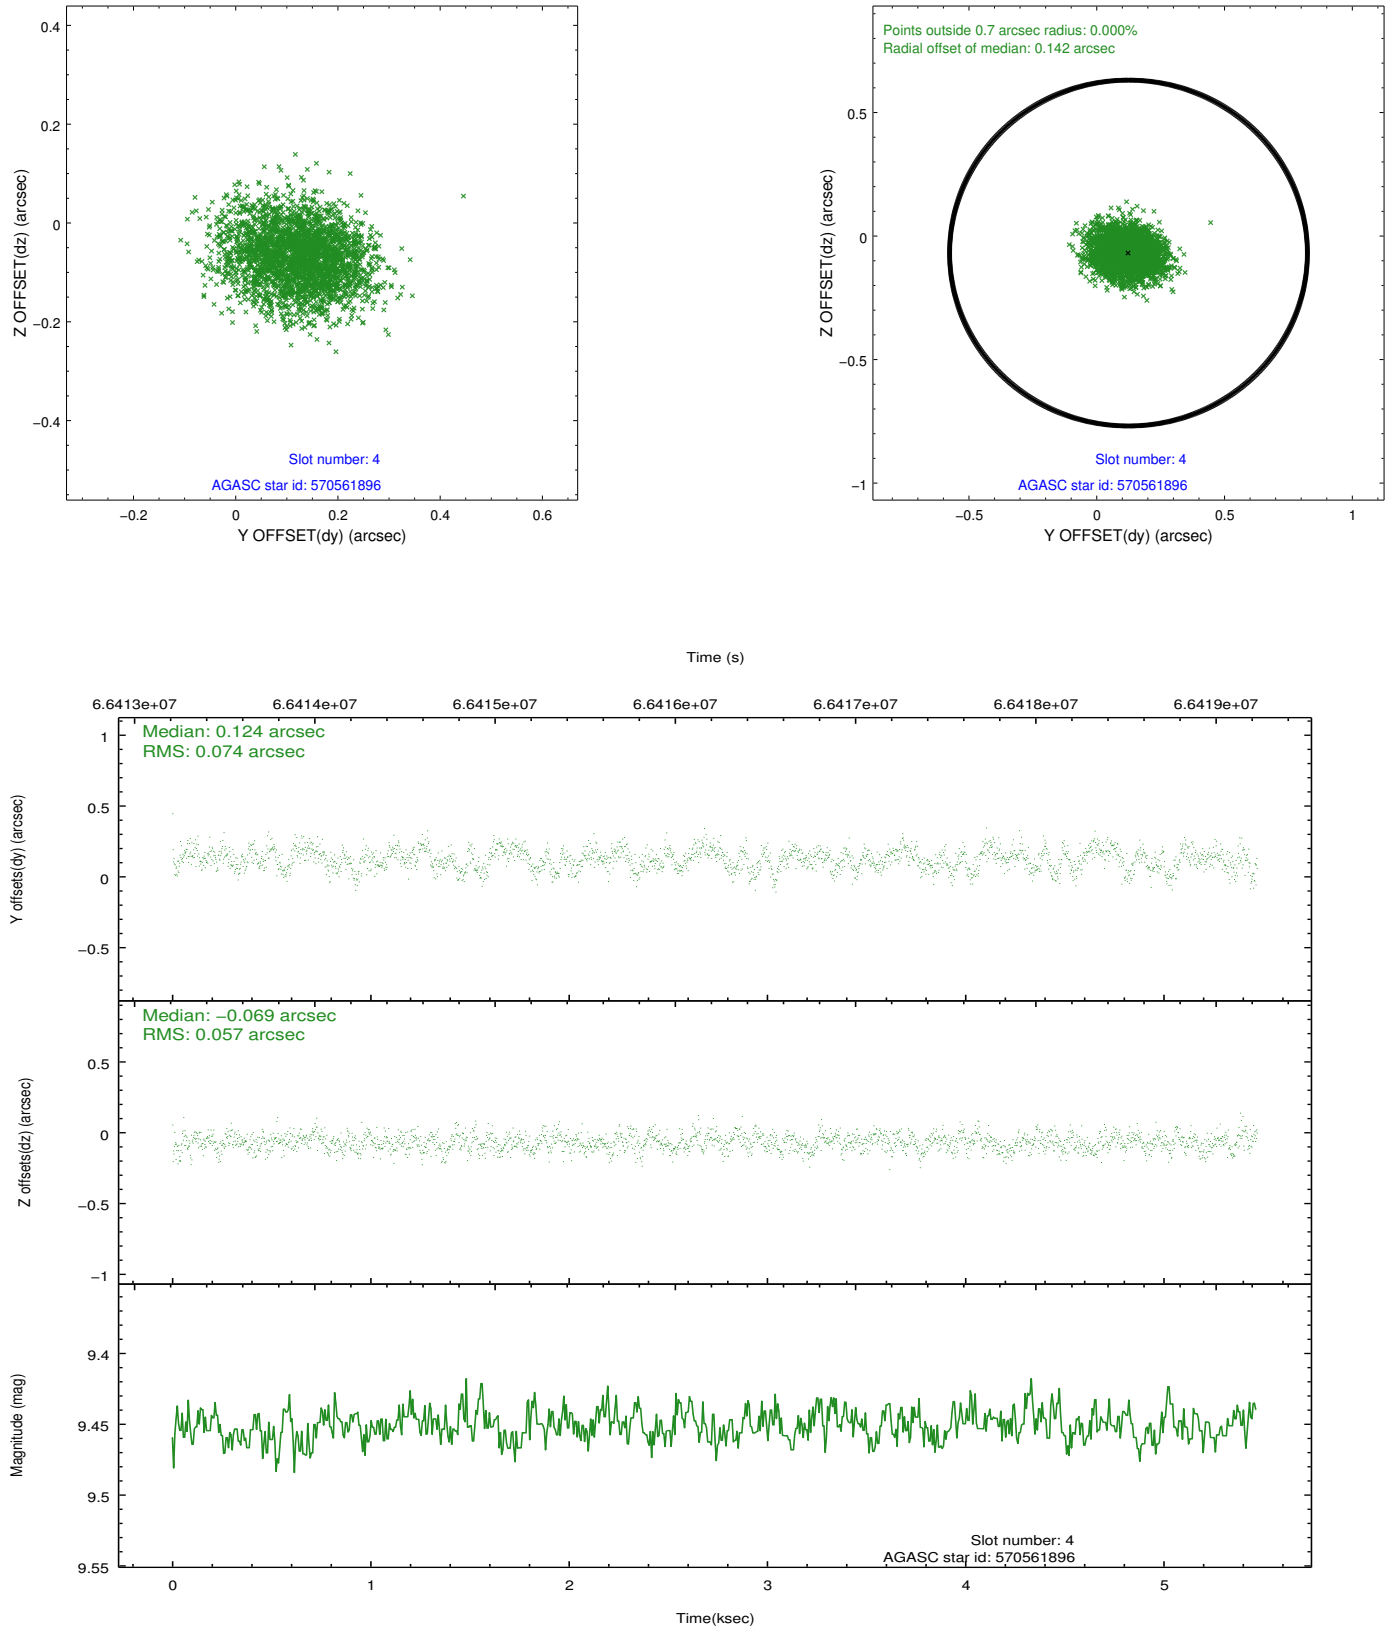 0.4
0.2
0
−0.2
−0.4
Z OFFSET(dz) (arcsec)
Slot number: 4
AGASC star id: 570561896
−0.2 0 0.2 0.4 0.6
Y OFFSET(dy) (arcsec)
Points outside 0.7 arcsec radius: 0.000%
Radial offset of median: 0.142 arcsec
0.5
0
−0.5
−1
Z OFFSET(dz) (arcsec)
Slot number: 4
AGASC star id: 570561896
−0.5 0 0.5 1
Y OFFSET(dy) (arcsec)
Time (s)
6.6413e+07 6.6414e+07 6.6415e+07 6.6416e+07 6.6417e+07 6.6418e+07 6.6419e+07
Median: 0.124 arcsec
RMS: 0.074 arcsec
1
0.5
0
−0.5
Y offsets(dy) (arcsec)
Median: −0.069 arcsec
RMS: 0.057 arcsec
0.5
0
−0.5
−1
Z offsets(dz) (arcsec)
9.4
9.45
9.5
9.55
Magnitude (mag)
Slot number: 4
AGASC star id: 570561896
0 1 2 3 4 5
Time(ksec)